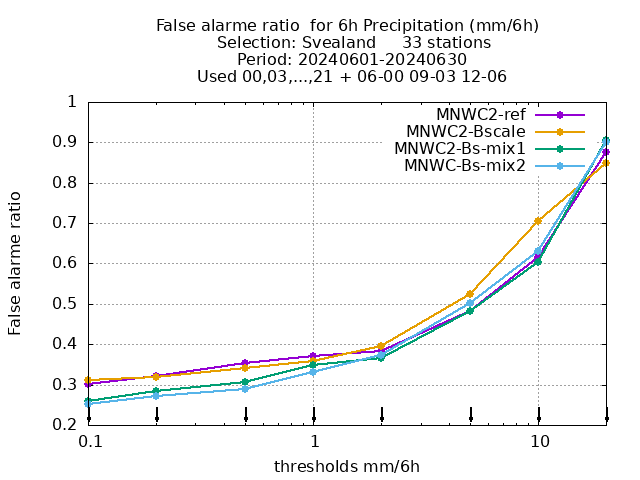 False alarme ratio  for 6h Precipitation (mm/6h)
Selection: Svealand     33 stations
Period: 20240601-20240630
Used 00,03,...,21 + 06-00 09-03 12-06
MNWC2-ref
MNWC2-Bscale
MNWC2-Bs-mix1
MNWC-Bs-mix2
1
0.9
0.8
0.7
0.6
0.5
0.4
0.3
0.2
False alarme ratio
0.1 1 10
thresholds mm/6h